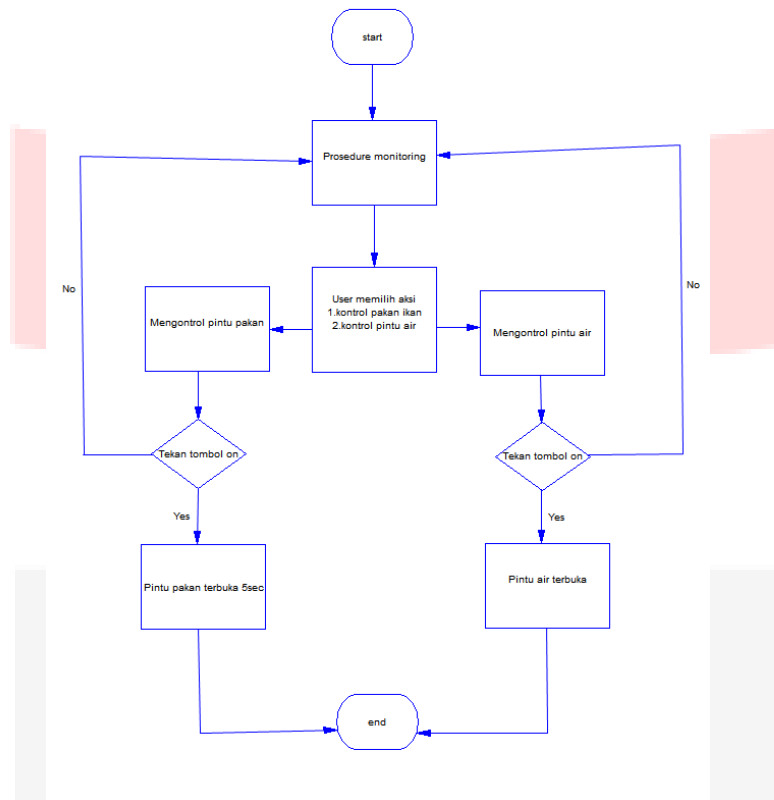 start
Prosedure monitoring
No
No
User memilih aksi
1.kontrol pakan ikan
2.kontrol pintu air
Mengontrol pintu pakan
Mengontrol pintu air
Tekan tombol on
Tekan tombol on
Yes
Yes
Pintu pakan terbuka 5sec
Pintu air terbuka
end